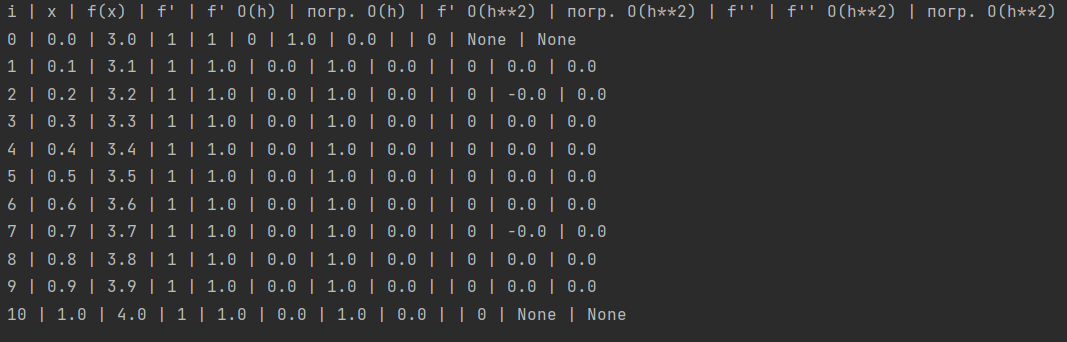 i | x | f(x) | f' | f' O(h) | погр. O(h) | f' O(h**2) | погр. O(h**2) | f'' | f'' O(h**2) | погр. O(h**2)
0 | 0.0 | 3.0 | 1 | 1 | 0 | 1.0 | 0.0 | | 0 | None | None
1 | 0.1 | 3.1 | 1 | 1.0 | 0.0 | 1.0 | 0.0 | | 0 | 0.0 | 0.0
2 | 0.2 | 3.2 | 1 | 1.0 | 0.0 | 1.0 | 0.0 | | 0 | -0.0 | 0.0
3 | 0.3 | 3.3 | 1 | 1.0 | 0.0 | 1.0 | 0.0 | | 0 | 0.0 | 0.0
4 | 0.4 | 3.4 | 1 | 1.0 | 0.0 | 1.0 | 0.0 | | 0 | 0.0 | 0.0
5 | 0.5 | 3.5 | 1 | 1.0 | 0.0 | 1.0 | 0.0 | | 0 | 0.0 | 0.0
6 | 0.6 | 3.6 | 1 | 1.0 | 0.0 | 1.0 | 0.0 | | 0 | 0.0 | 0.0
7 | 0.7 | 3.7 | 1 | 1.0 | 0.0 | 1.0 | 0.0 | | 0 | -0.0 | 0.0
8 | 0.8 | 3.8 | 1 | 1.0 | 0.0 | 1.0 | 0.0 | | 0 | 0.0 | 0.0
9 | 0.9 | 3.9 | 1 | 1.0 | 0.0 | 1.0 | 0.0 | | 0 | 0.0 | 0.0
10 | 1.0 | 4.0 | 1 | 1.0 | 0.0 | 1.0 | 0.0 | | 0 | None | None